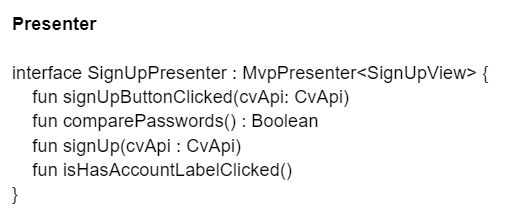 Presenter
interface SignUpPresenter : MvpPresenter<SignUpView> {
fun signUpButtonClicked(cvApi: CvApi)
fun comparePasswords() : Boolean
fun signUp(cvApi : CvApi)
fun isHasAccountLabelClicked()
}